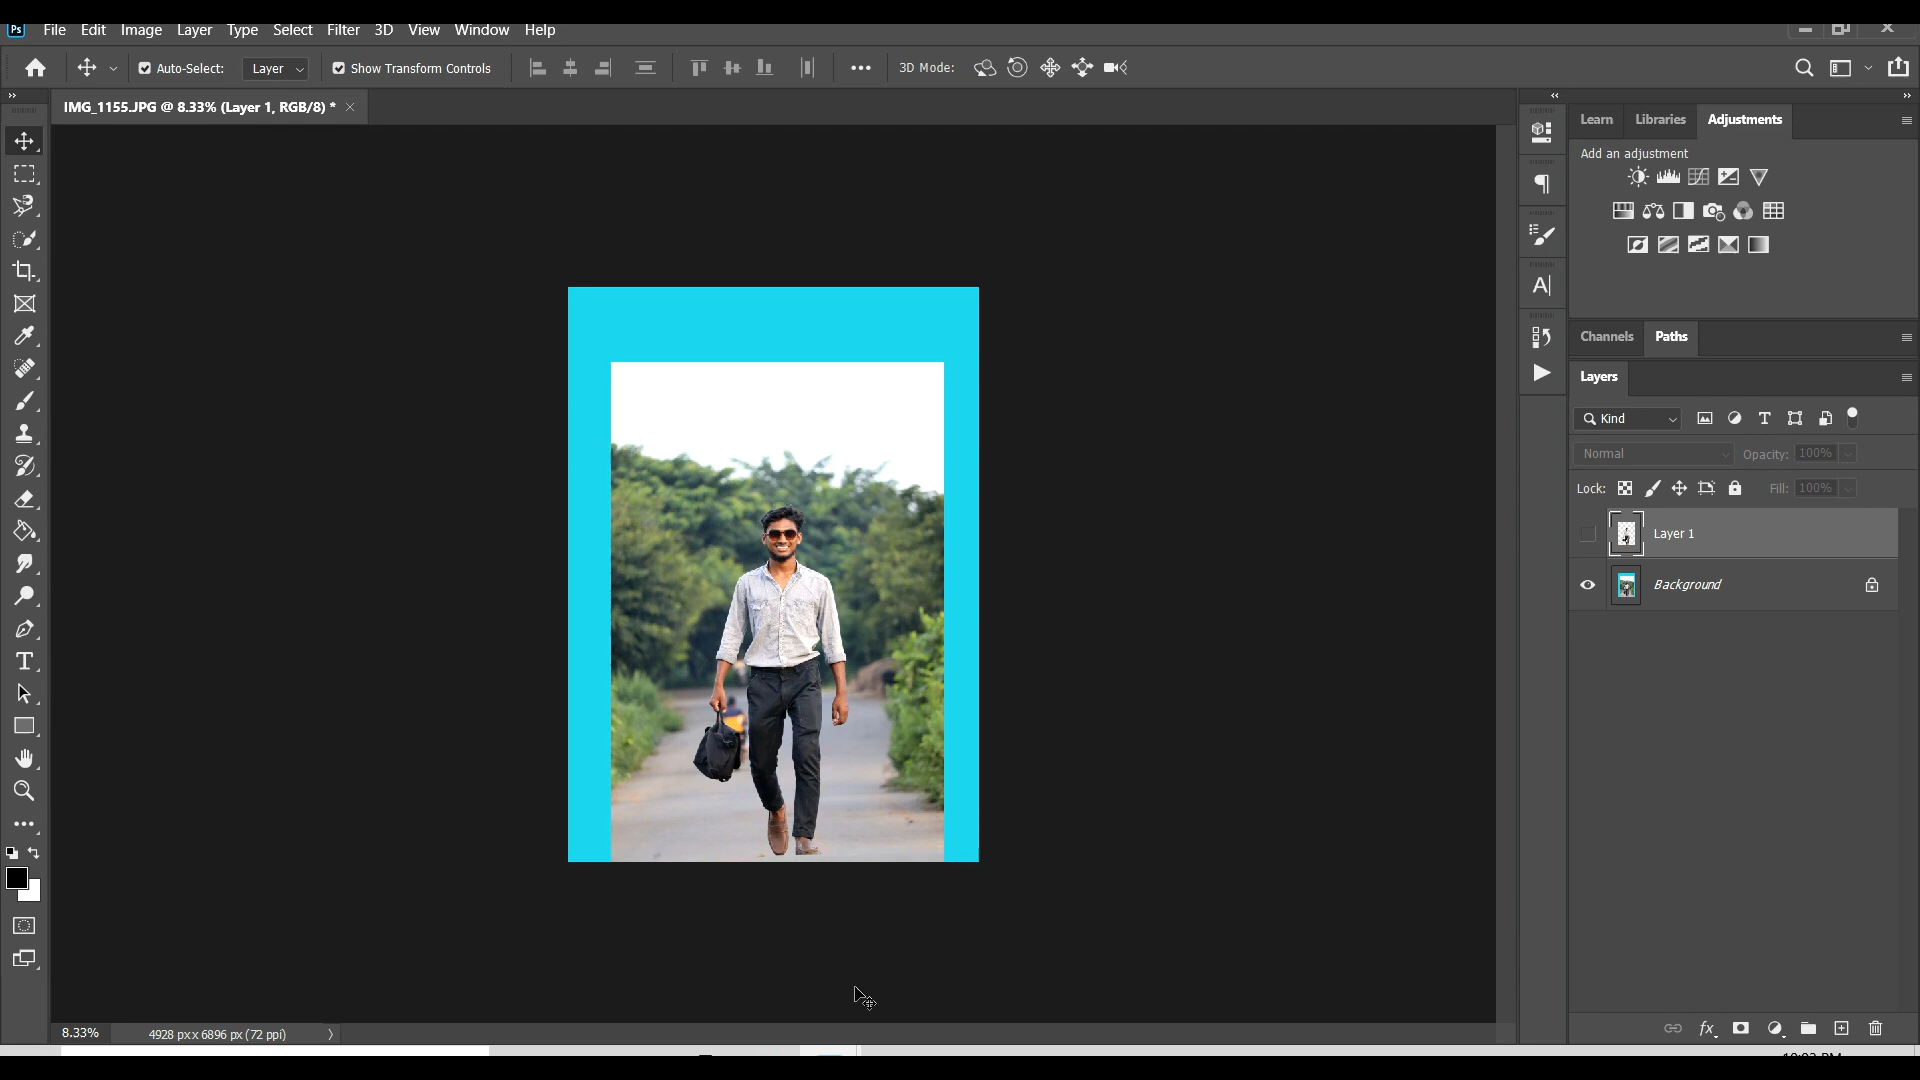 Ps File Edit Image Layer Type Select Filter 3D View Window Help
Auto-Select: Layer Show Transform Controls 3D Mode:
IMG_1155.JPG @ 8.33% (Layer 1, RGB/8) *
Learn Libraries Adjustments
Add an adjustment
Channels Paths
Layers
Kind
Normal Opacity: 100%
Lock: Fill: 100%
Layer 1
Background
8.33% 4928 px x 6896 px (72 ppi)
fx